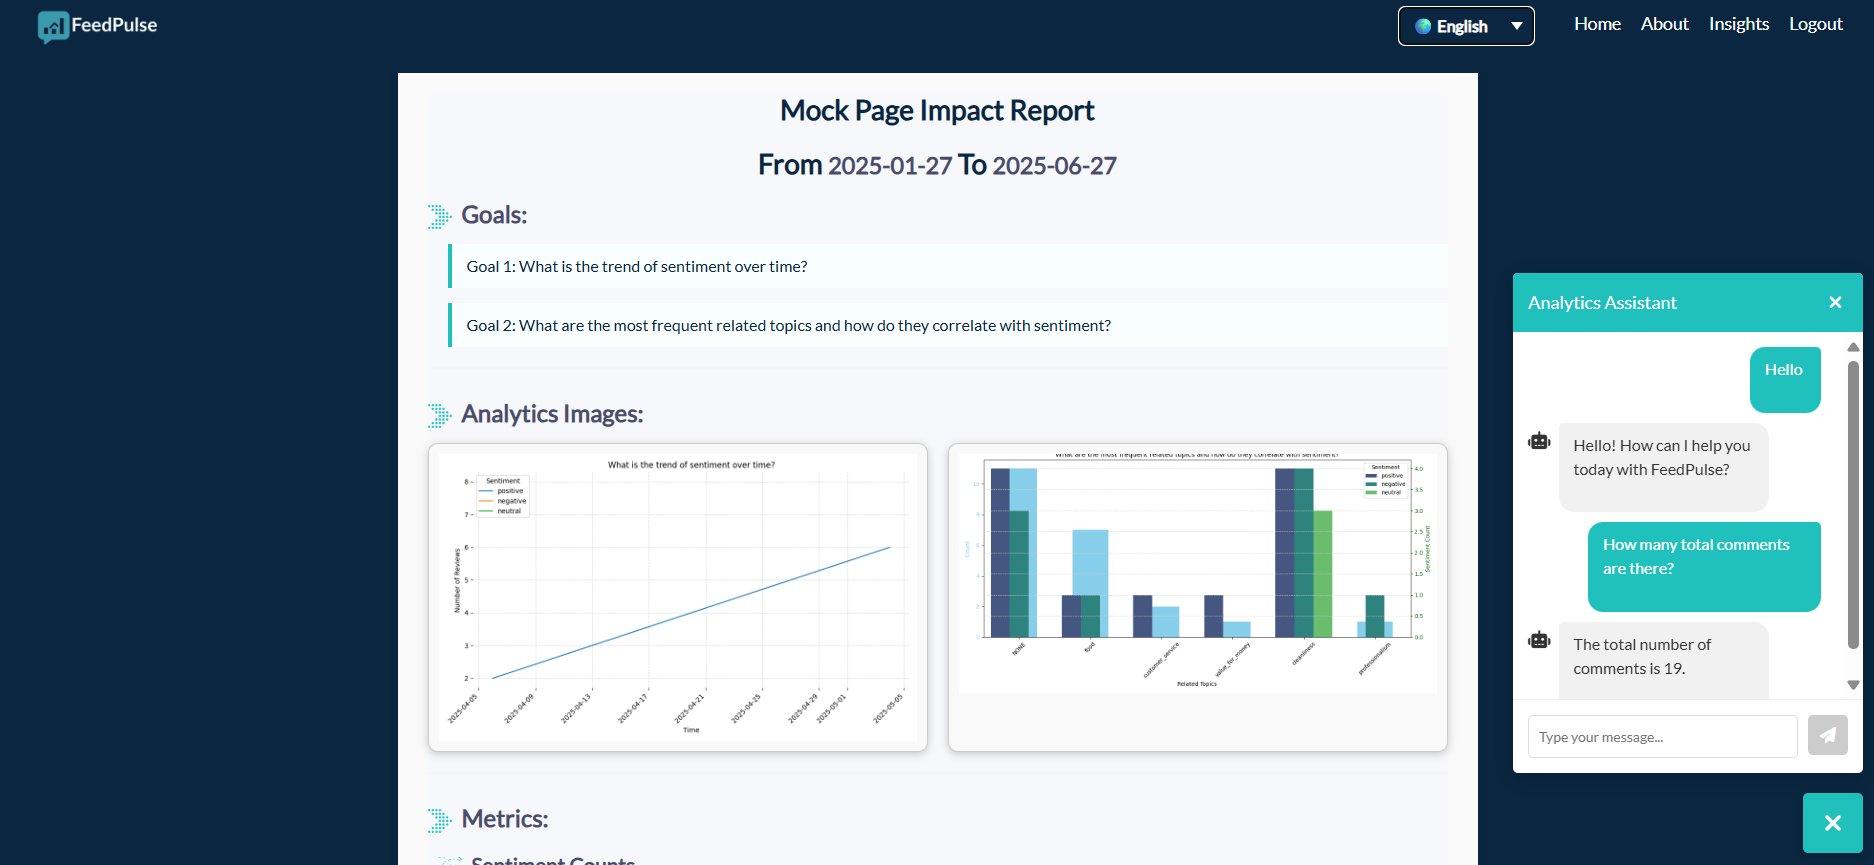 FeedPulse
English
Home About Insights Logout
Mock Page Impact Report
From 2025-01-27 To 2025-06-27
Goals:
Goal 1: What is the trend of sentiment over time?
Goal 2: What are the most frequent related topics and how do they correlate with sentiment?
Analytics Images:
What is the trend of sentiment over time?
Sentiment
positive
negative
neutral
8
7
6
5
4
3
2
Number of Reviews
2025-04-05
2025-04-09
2025-04-13
2025-04-17
2025-04-21
2025-04-25
2025-04-29
2025-05-01
2025-05-05
Time
What are the most frequent related topics and how do they correlate with sentiment?
Sentiment
positive
negative
neutral
10
8
6
4
2
0
Count
4.0
3.5
3.0
2.5
2.0
1.5
1.0
0.5
0.0
Sentiment Count
NONE
food
customer_service
value_for_money
cleanliness
professionalism
Related Topics
Metrics:
Sentiment Counts
Analytics Assistant
Hello
Hello! How can I help you
today with FeedPulse?
How many total comments
are there?
The total number of
comments is 19.
Type your message...